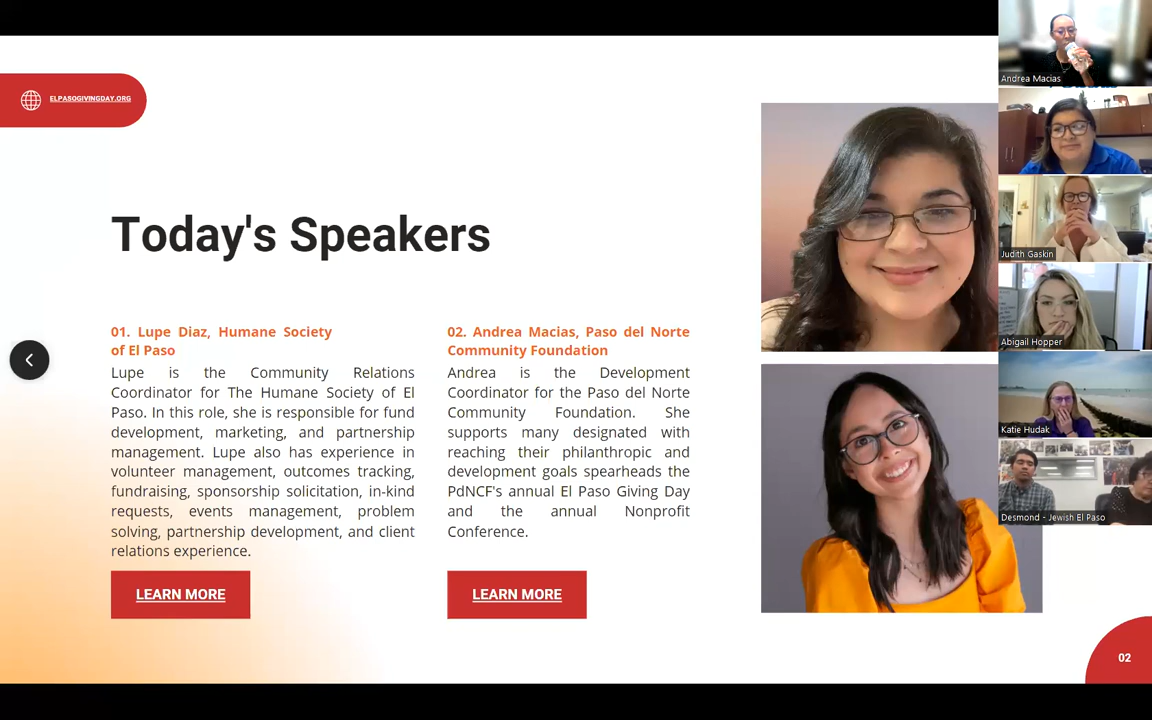 ELPASOGIVINGDAY.ORG
Today's Speakers
01. Lupe Diaz, Humane Society
of El Paso
Lupe is the Community Relations
Coordinator for The Humane Society of El
Paso. In this role, she is responsible for fund
development, marketing, and partnership
management. Lupe also has experience in
volunteer management, outcomes tracking,
fundraising, sponsorship solicitation, in-kind
requests, events management, problem
solving, partnership development, and client
relations experience.
LEARN MORE
02. Andrea Macias, Paso del Norte
Community Foundation
Andrea is the Development
Coordinator for the Paso del Norte
Community Foundation. She
supports many designated with
reaching their philanthropic and
development goals spearheads the
PdNCF's annual El Paso Giving Day
and the annual Nonprofit
Conference.
LEARN MORE
02
Andrea Macias
Judith Gaskin
Abigail Hopper
Katie Hudak
Desmond - Jewish El Paso